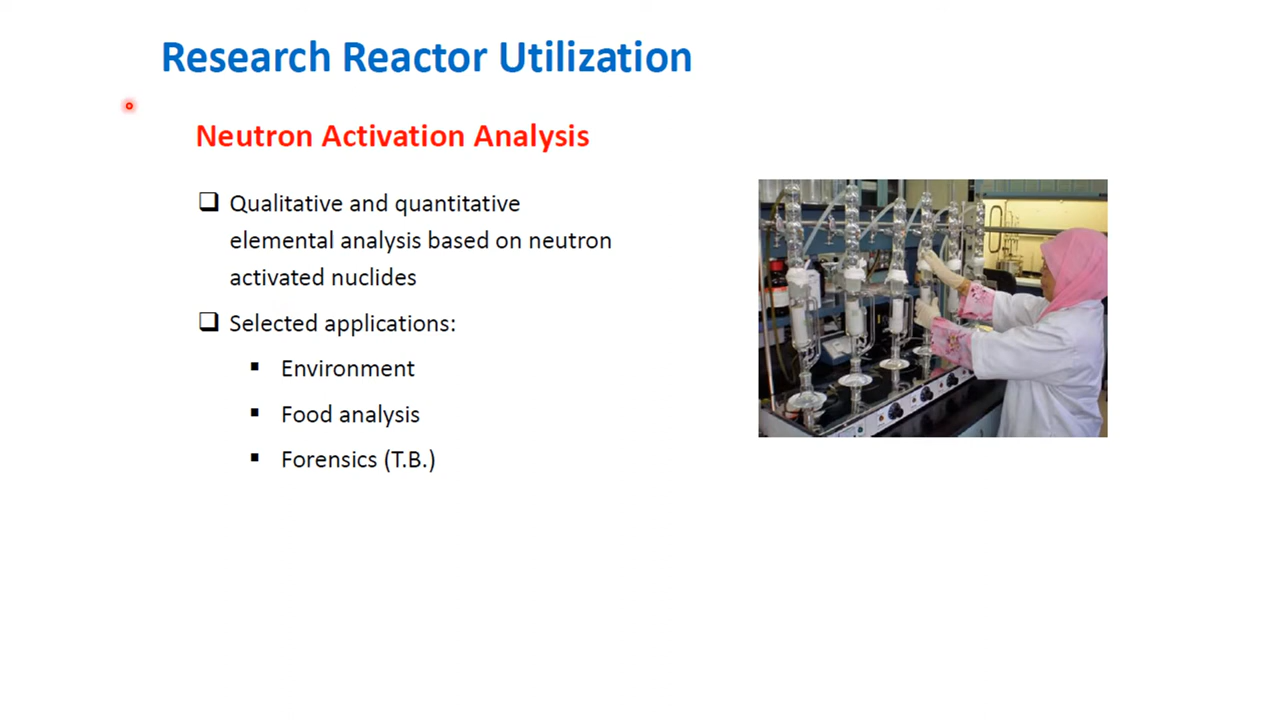 Research Reactor Utilization
Neutron Activation Analysis
Qualitative and quantitative
elemental analysis based on neutron
activated nuclides
Selected applications:
Environment
Food analysis
Forensics (T.B.)